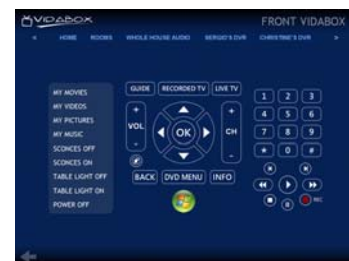 VIDABOX
FRONT VIDABOX
« HOME ROOMS WHOLE HOUSE AUDIO SERGIO'S DVR CHRISTINE'S DVR »
GUIDE RECORDED TV LIVE TV
MY MOVIES
MY VIDEOS
MY PICTURES
MY MUSIC
SCONCES OFF
SCONCES ON
TABLE LIGHT OFF
TABLE LIGHT ON
POWER OFF
+ +
VOL OK CH
- -
BACK DVD MENU INFO
1 2 3
4 5 6
7 8 9
* 0 #
REC